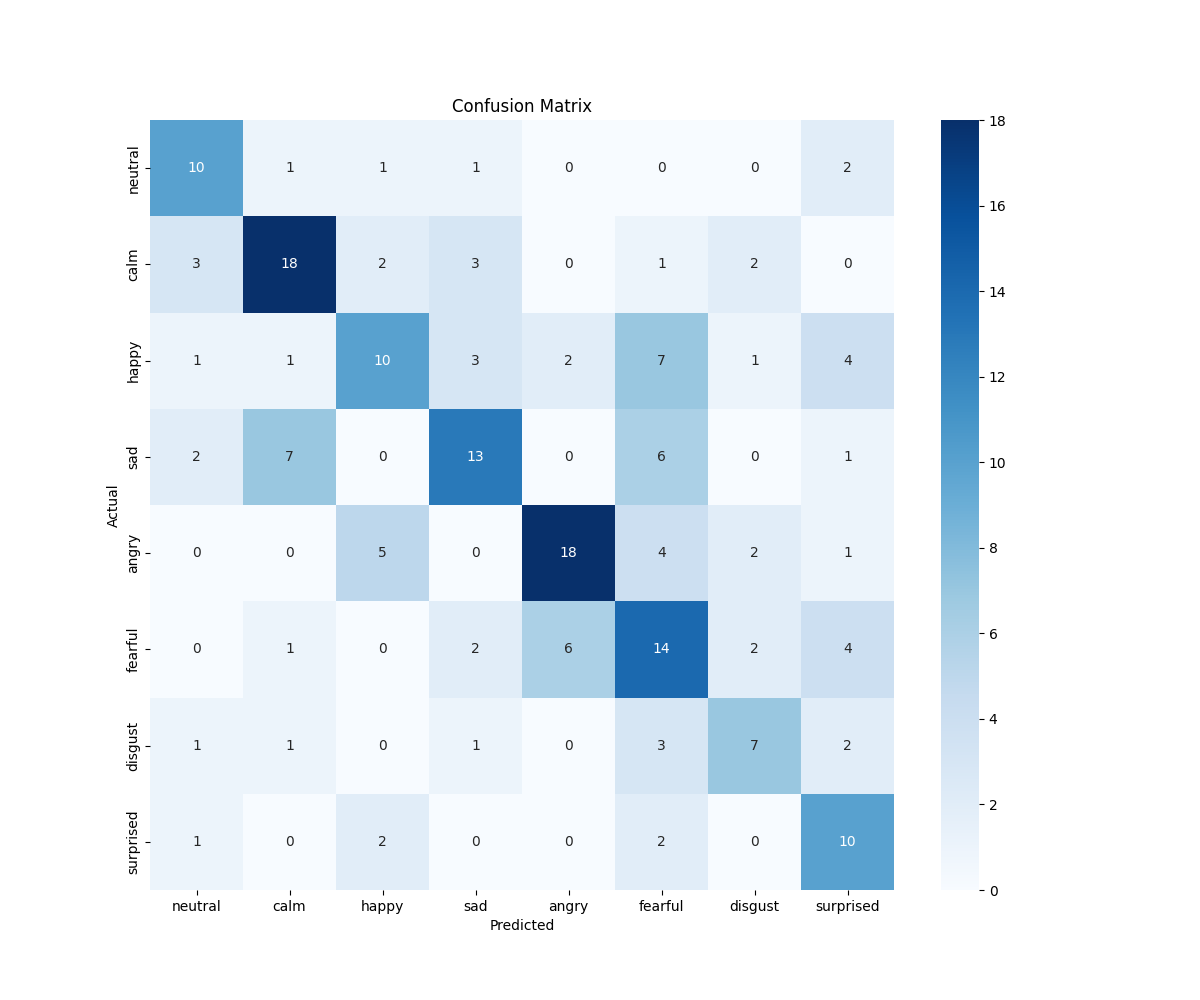 Confusion Matrix
neutral 10 1 1 1 0 0 0 2
calm 3 18 2 3 0 1 2 0
happy 1 1 10 3 2 7 1 4
sad 2 7 0 13 0 6 0 1
angry 0 0 5 0 18 4 2 1
fearful 0 1 0 2 6 14 2 4
disgust 1 1 0 1 0 3 7 2
surprised 1 0 2 0 0 2 0 10
neutral calm happy sad angry fearful disgust surprised
Predicted
Actual
18
16
14
12
10
8
6
4
2
0